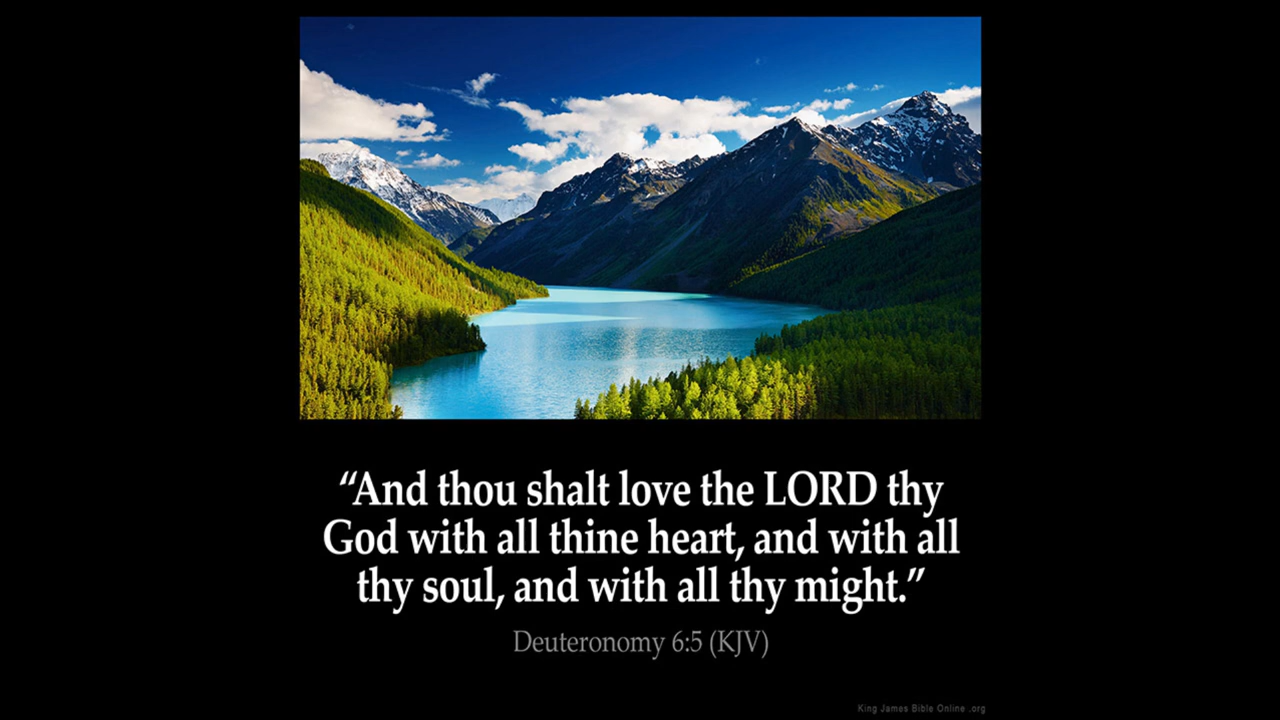 “And thou shalt love the LORD thy
God with all thine heart, and with all
thy soul, and with all thy might.”
Deuteronomy 6:5 (KJV)
King James Bible Online .org